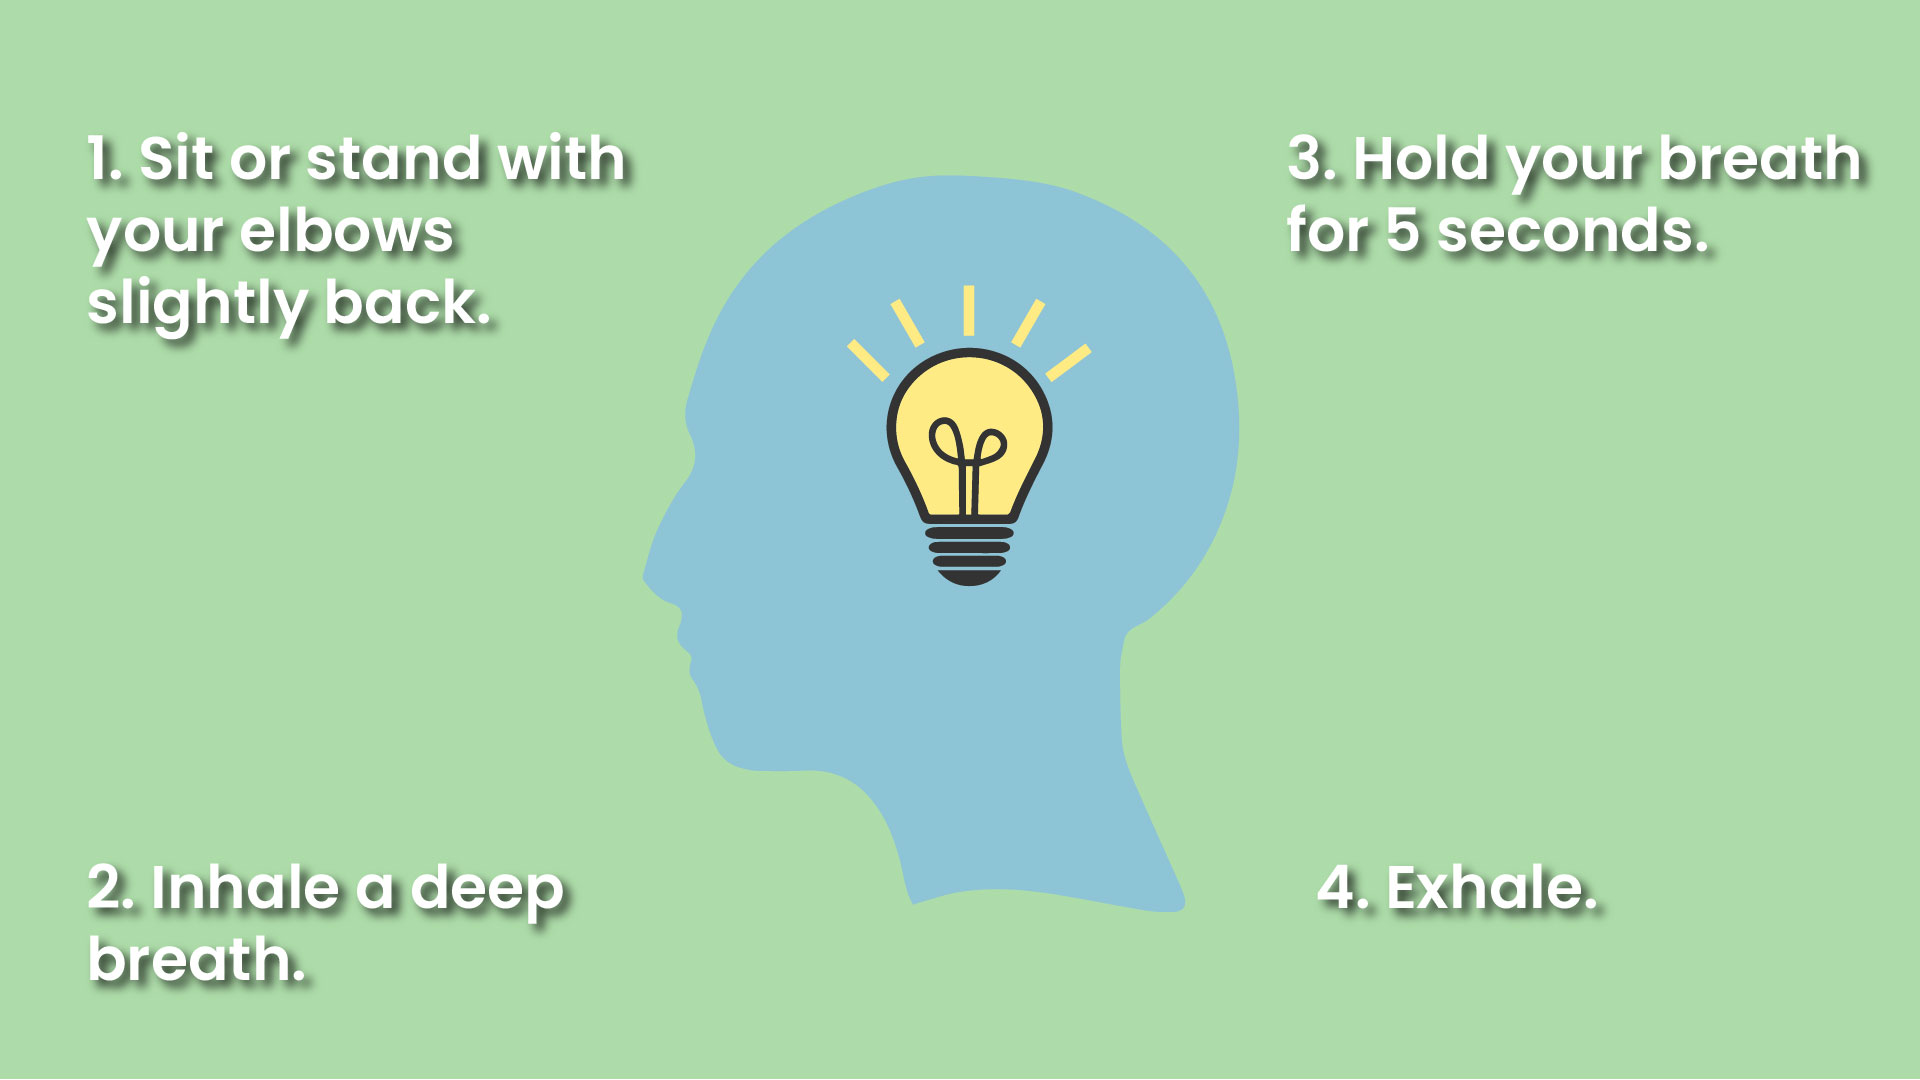 1. Sit or stand with
your elbows
slightly back.
2. Inhale a deep
breath.
3. Hold your breath
for 5 seconds.
4. Exhale.